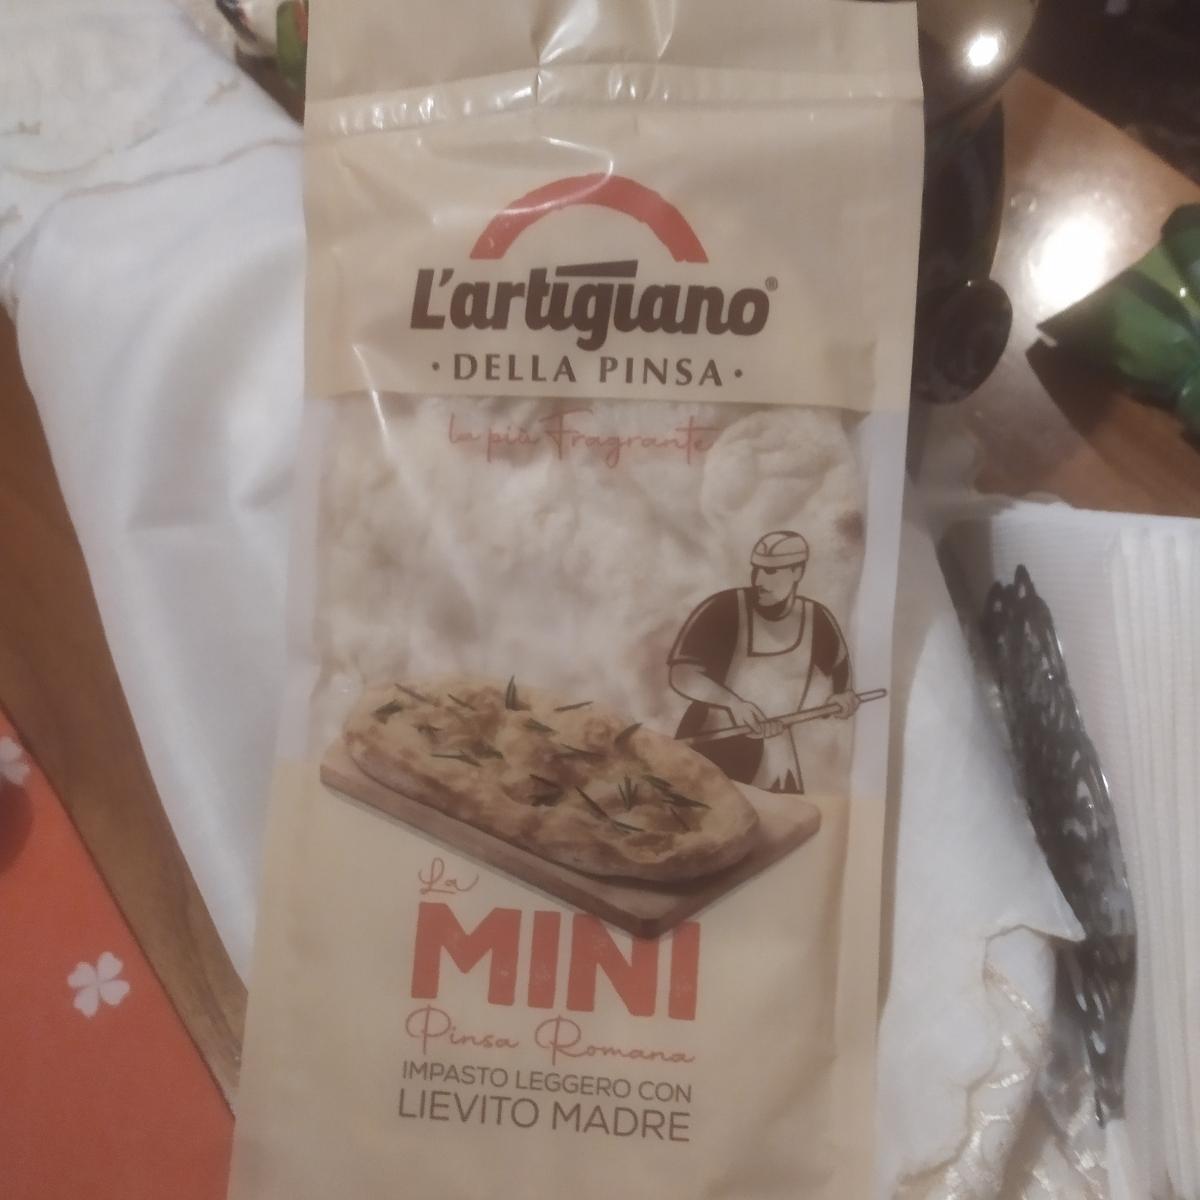 L'artigiano®
• DELLA PINSA •
la più Fragrante
La
MINI
Pinsa Romana
IMPASTO LEGGERO CON
LIEVITO MADRE